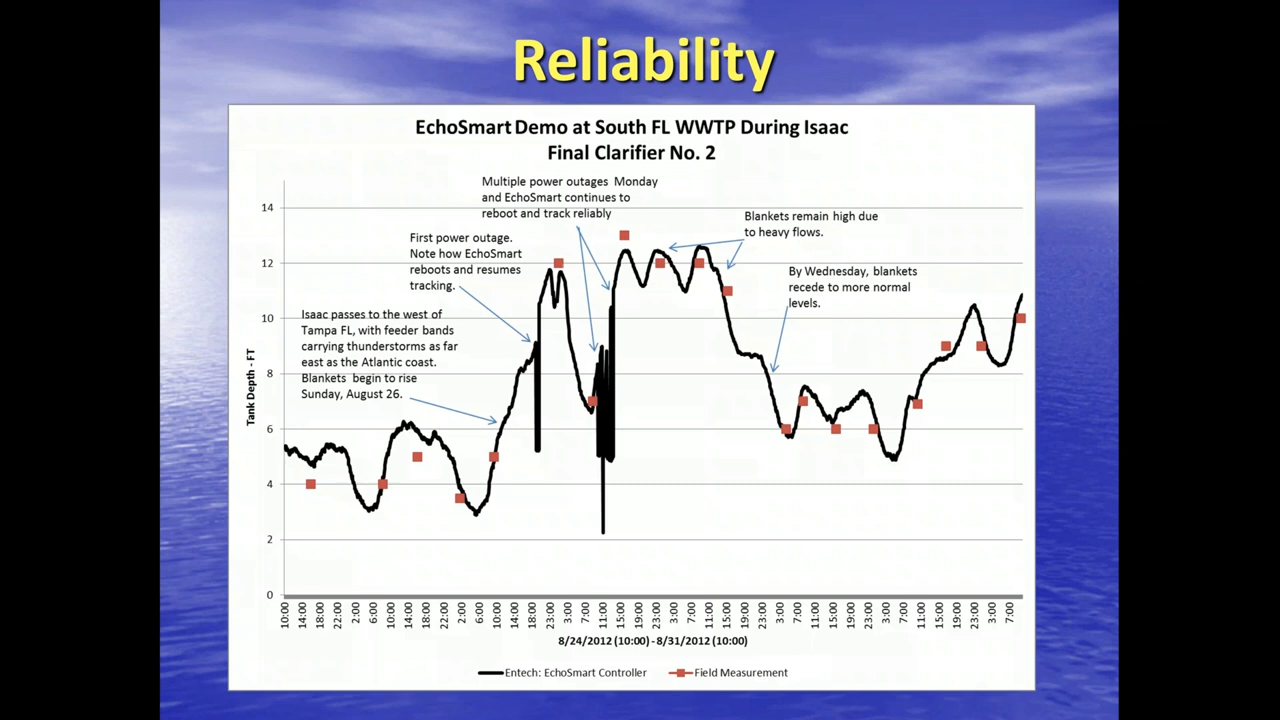 Reliability
EchoSmart Demo at South FL WWTP During Isaac
Final Clarifier No. 2
Multiple power outages Monday
and EchoSmart continues to
reboot and track reliably
First power outage.
Note how EchoSmart
reboots and resumes
tracking.
Isaac passes to the west of
Tampa FL, with feeder bands
carrying thunderstorms as far
east as the Atlantic coast.
Blankets begin to rise
Sunday, August 26.
Blankets remain high due
to heavy flows.
By Wednesday, blankets
recede to more normal
levels.
Tank Depth - FT
14
12
10
8
6
4
2
0
10:00
14:00
18:00
22:00
2:00
6:00
10:00
14:00
18:00
22:00
2:00
6:00
10:00
14:00
18:00
23:00
3:00
7:00
11:00
15:00
19:00
23:00
3:00
7:00
11:00
15:00
19:00
23:00
3:00
7:00
11:00
15:00
19:00
23:00
3:00
7:00
11:00
15:00
19:00
23:00
3:00
7:00
8/24/2012 (10:00) - 8/31/2012 (10:00)
Entech: EchoSmart Controller
Field Measurement